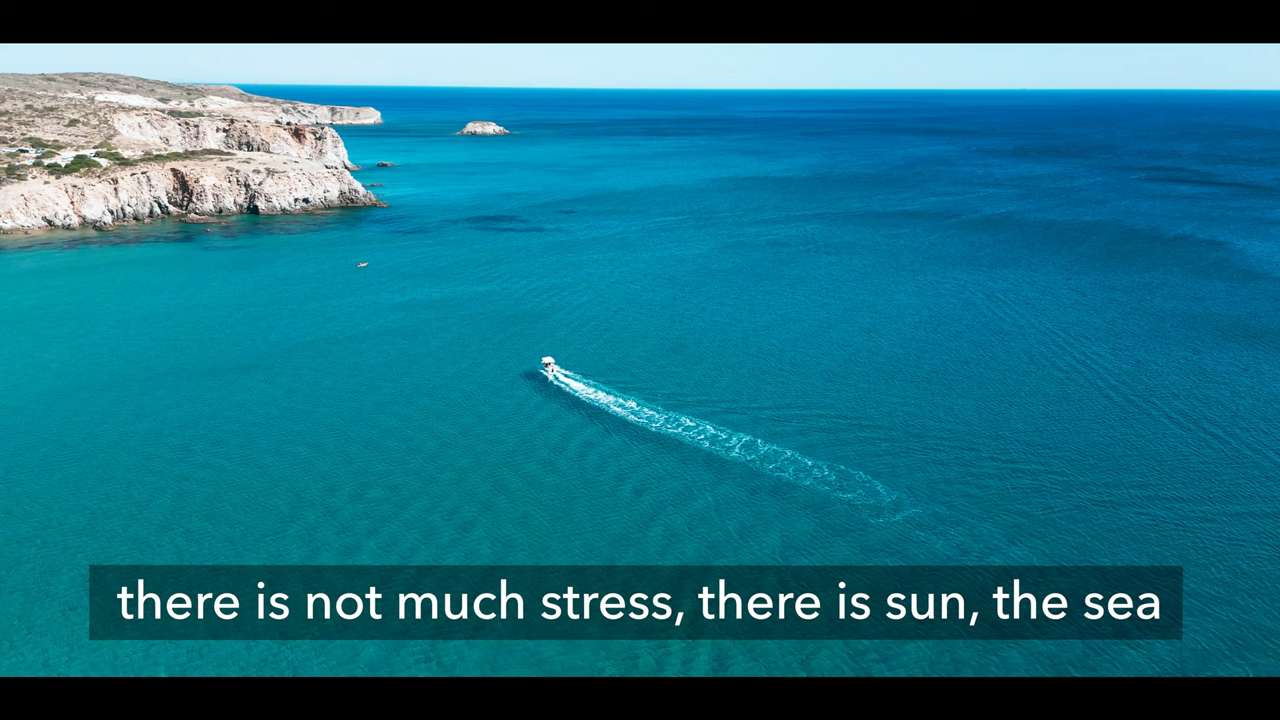 there is not much stress, there is sun, the sea